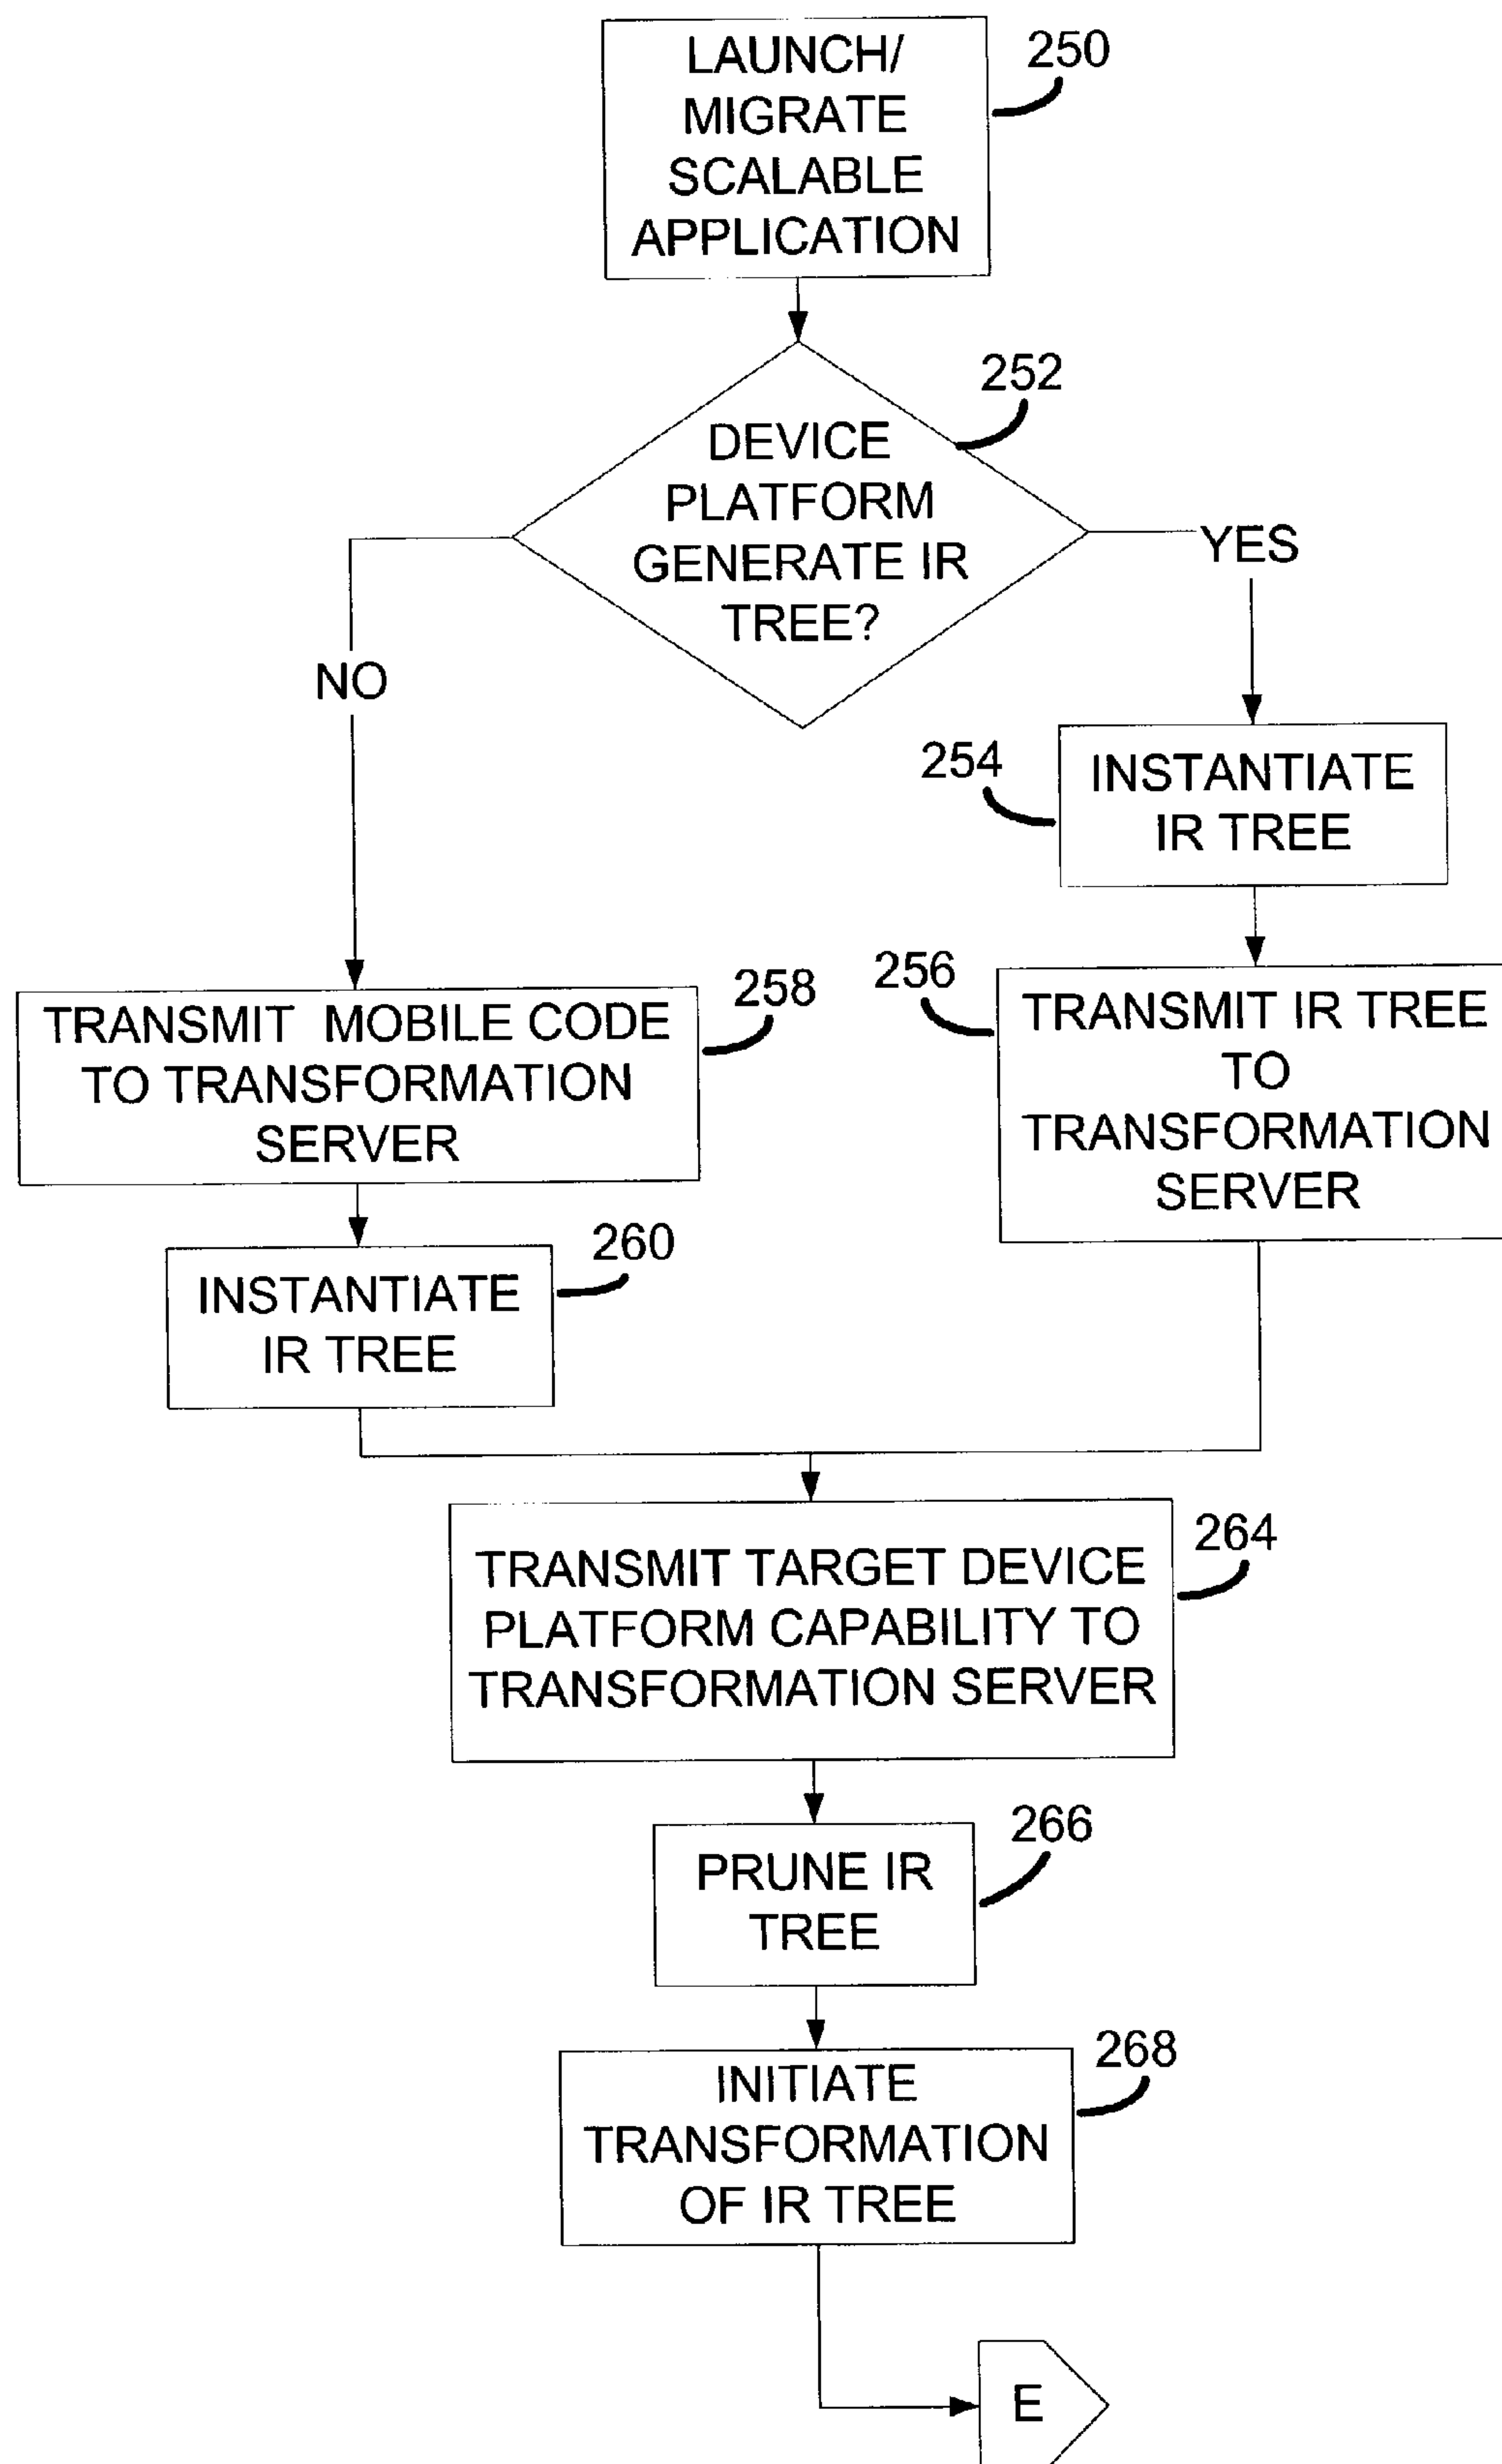 LAUNCH/
MIGRATE
SCALABLE
APPLICATION
250
252
DEVICE
PLATFORM
GENERATE IR
TREE?
YES
NO
254
INSTANTIATE
IR TREE
258
TRANSMIT MOBILE CODE
TO TRANSFORMATION
SERVER
256
TRANSMIT IR TREE
TO
TRANSFORMATION
SERVER
260
INSTANTIATE
IR TREE
264
TRANSMIT TARGET DEVICE
PLATFORM CAPABILITY TO
TRANSFORMATION SERVER
266
PRUNE IR
TREE
268
INITIATE
TRANSFORMATION
OF IR TREE
E